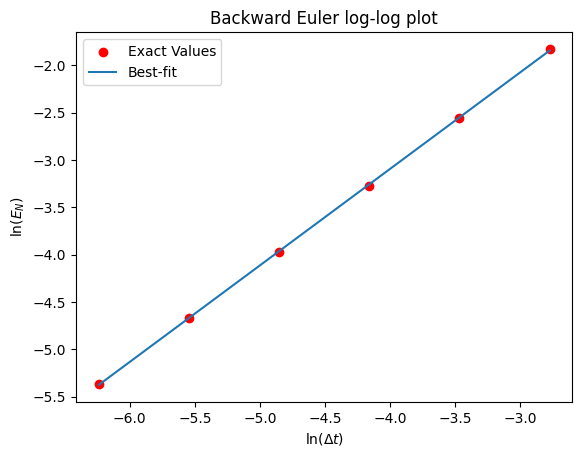 Backward Euler log-log plot
Exact Values
Best-fit
ln(E_N)
−2.0
−2.5
−3.0
−3.5
−4.0
−4.5
−5.0
−5.5
−6.0 −5.5 −5.0 −4.5 −4.0 −3.5 −3.0
ln(Δt)